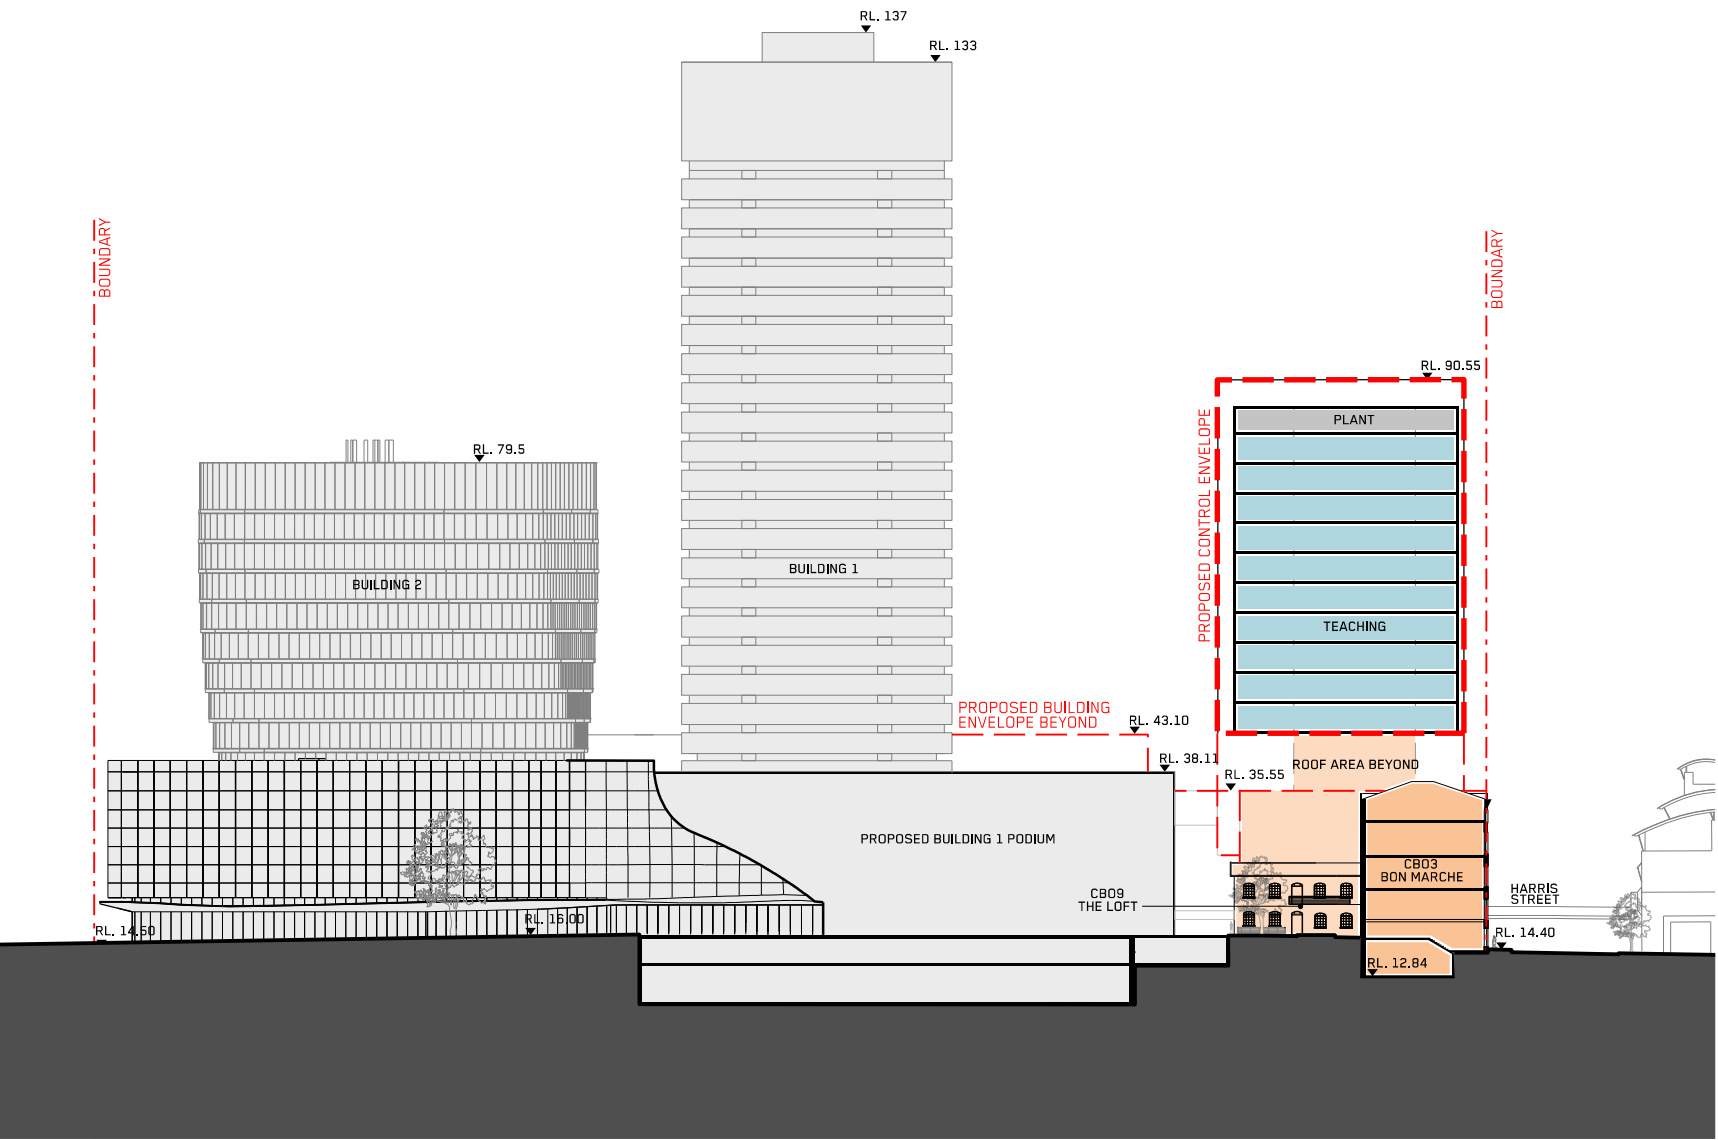 RL. 137
RL. 133
BOUNDARY
BOUNDARY
RL. 90.55
PROPOSED CONTROL ENVELOPE
PLANT
RL. 79.5
BUILDING 1
BUILDING 2
TEACHING
PROPOSED BUILDING
ENVELOPE BEYOND
RL. 43.10
RL. 38.11
ROOF AREA BEYOND
RL. 35.55
PROPOSED BUILDING 1 PODIUM
CB03
BON MARCHE
CB09
THE LOFT
HARRIS
STREET
RL. 16.00
RL. 14.50
RL. 14.40
RL. 12.84